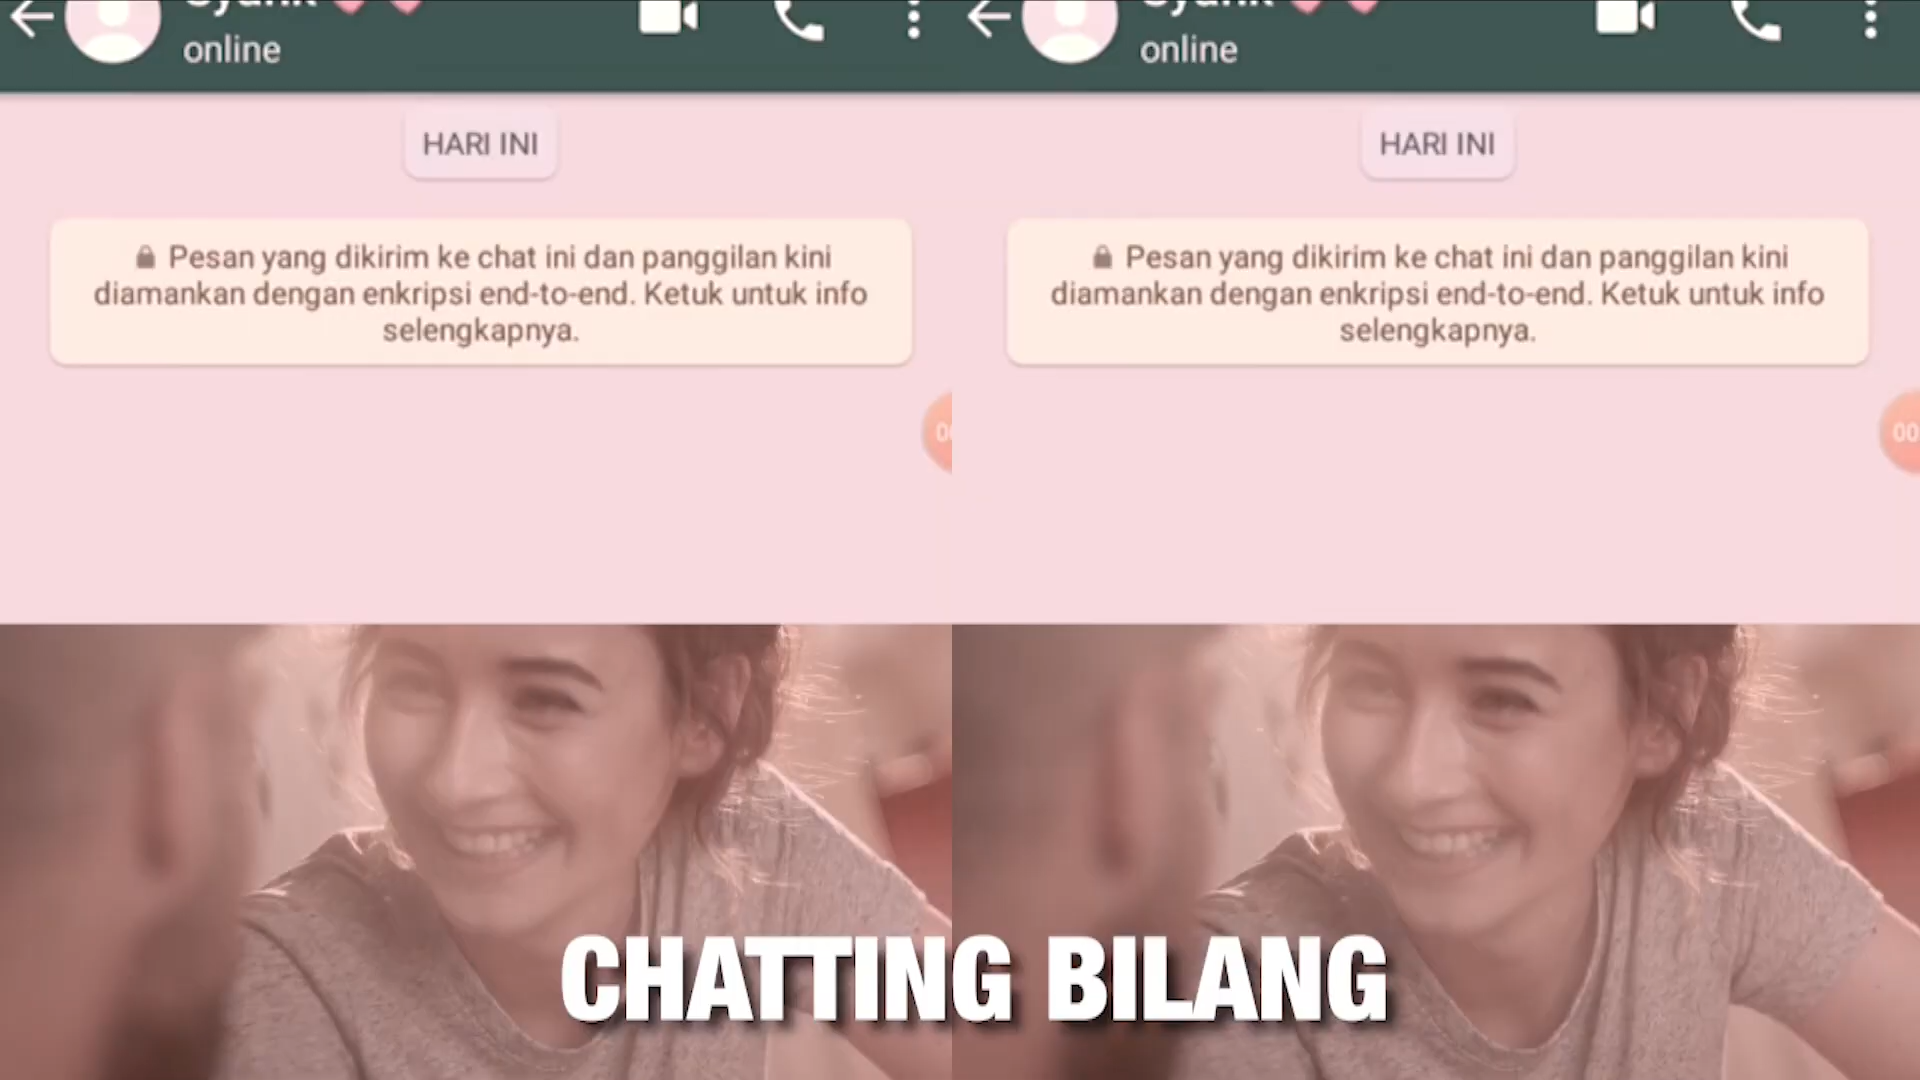 online
online
HARI INI
HARI INI
Pesan yang dikirim ke chat ini dan panggilan kini
diamankan dengan enkripsi end-to-end. Ketuk untuk info
selengkapnya.
Pesan yang dikirim ke chat ini dan panggilan kini
diamankan dengan enkripsi end-to-end. Ketuk untuk info
selengkapnya.
00
CHATTING BILANG